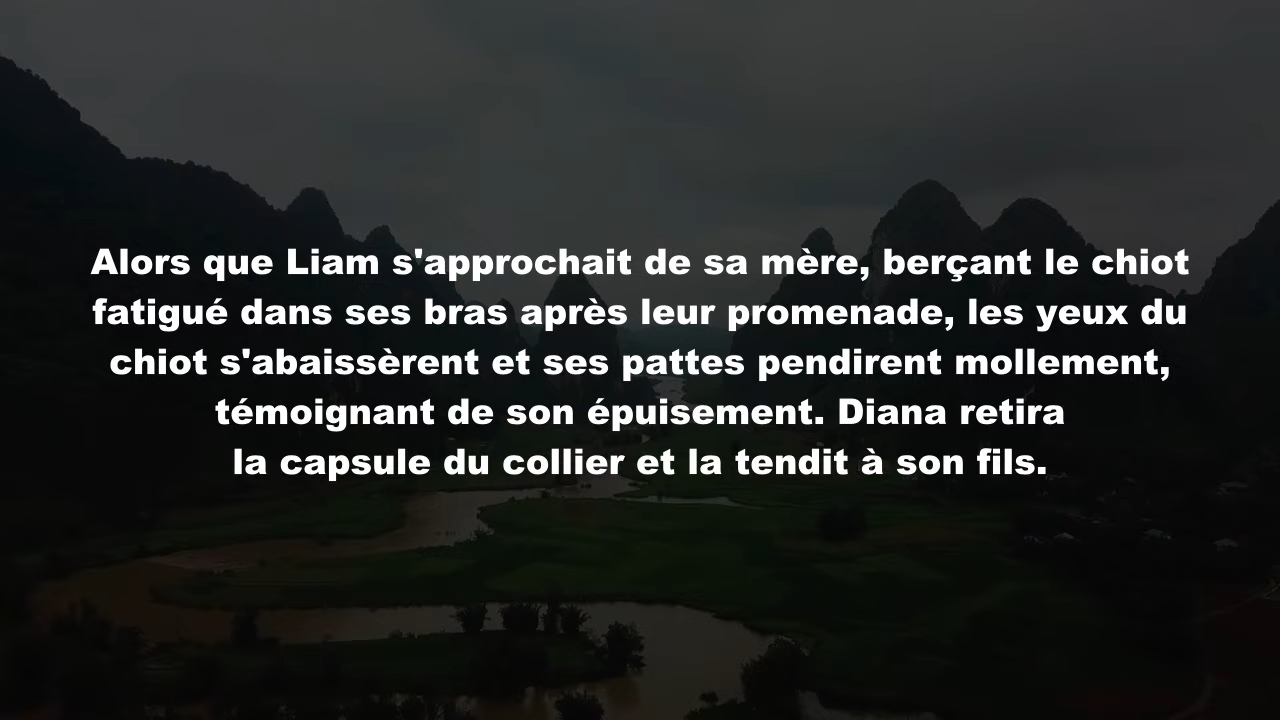 Alors que Liam s'approchait de sa mère, berçant le chiot
fatigué dans ses bras après leur promenade, les yeux du
chiot s'abaissèrent et ses pattes pendirent mollement,
témoignant de son épuisement. Diana retira
la capsule du collier et la tendit à son fils.